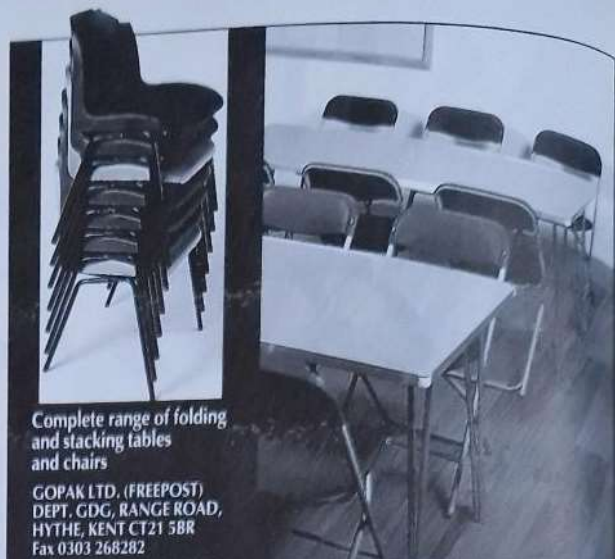 Complete range of folding
and stacking tables
and chairs
GOPAK LTD. (FREEPOST)
DEPT. GDG, RANGE ROAD,
HYTHE, KENT CT21 5BR
Fax 0303 268282